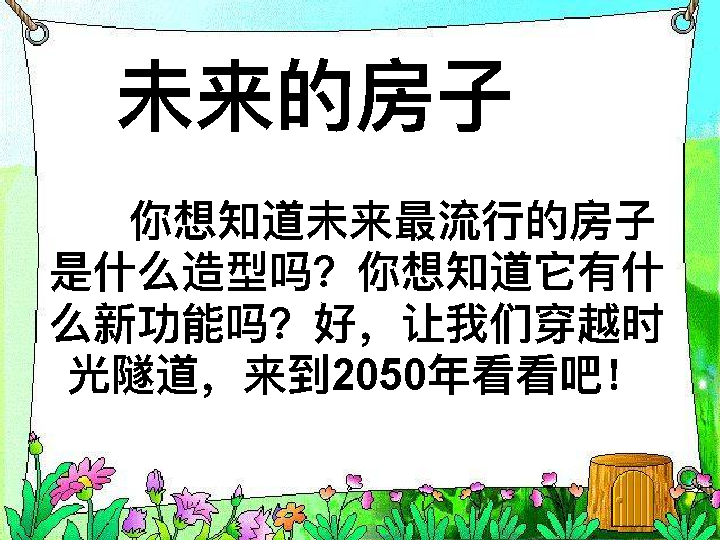 未来的房子
你想知道未来最流行的房子
是什么造型吗？你想知道它有什
么新功能吗？好，让我们穿越时
光隧道，来到2050年看看吧！